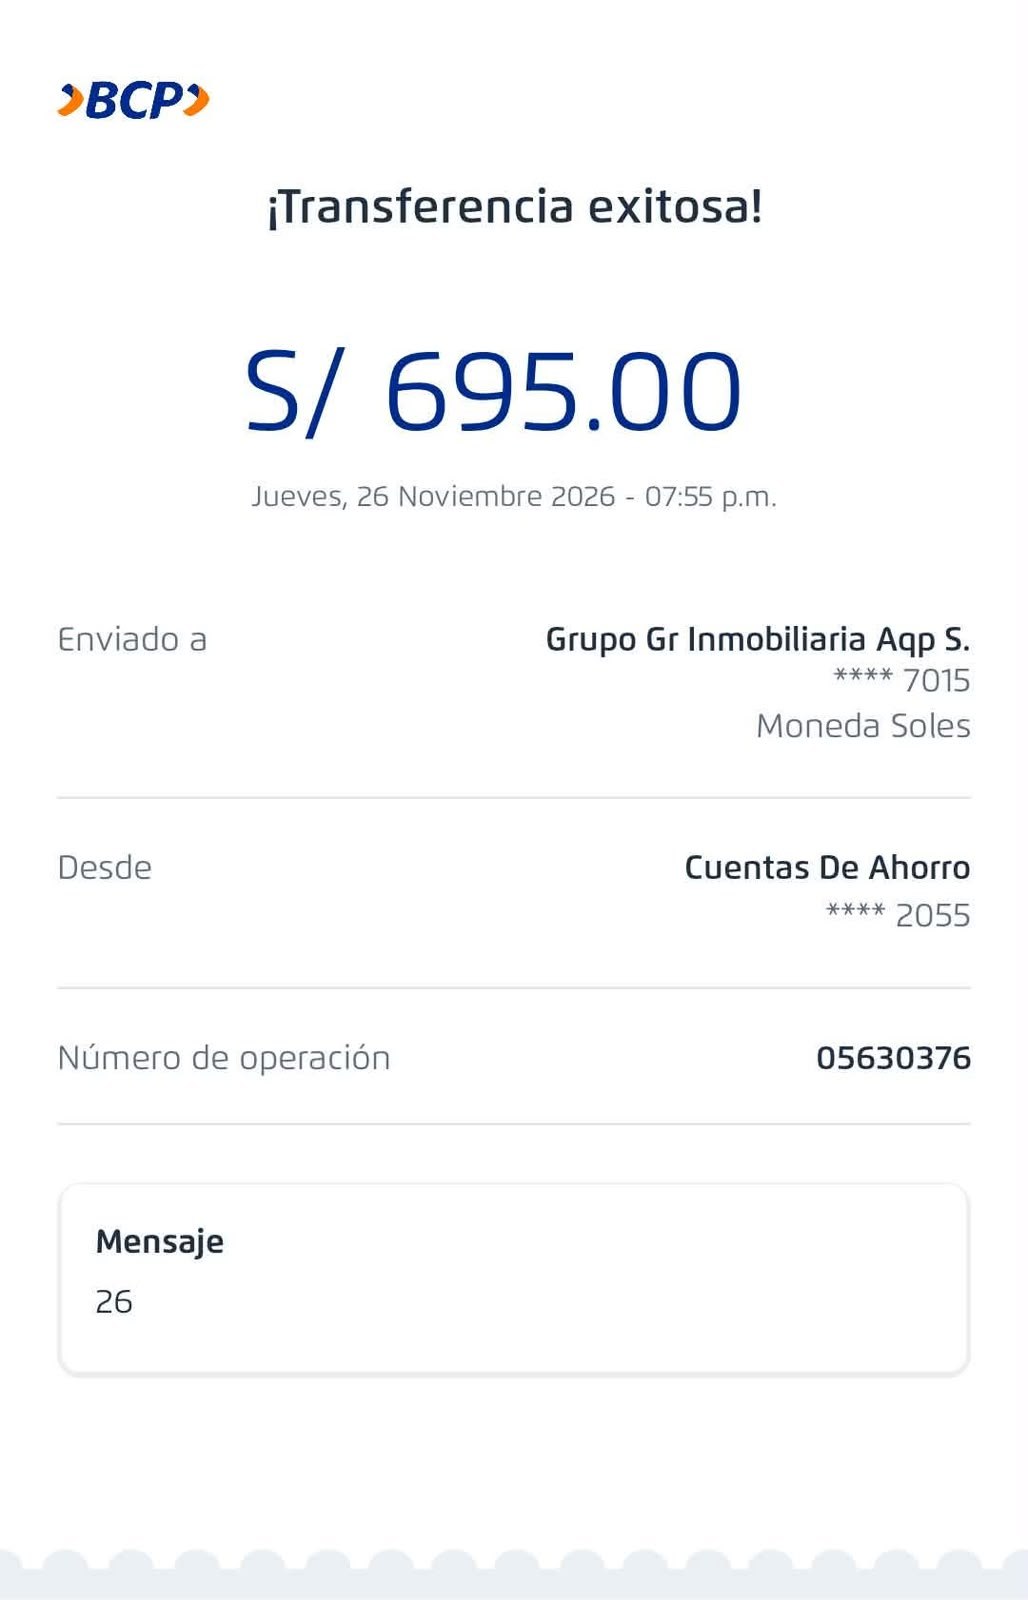 BCP
¡Transferencia exitosa!
S/ 695.00
Jueves, 26 Noviembre 2026 - 07:55 p.m.
Enviado a
Grupo Gr Inmobiliaria Aqp S.
**** 7015
Moneda Soles
Desde
Cuentas De Ahorro
**** 2055
Número de operación
05630376
Mensaje
26